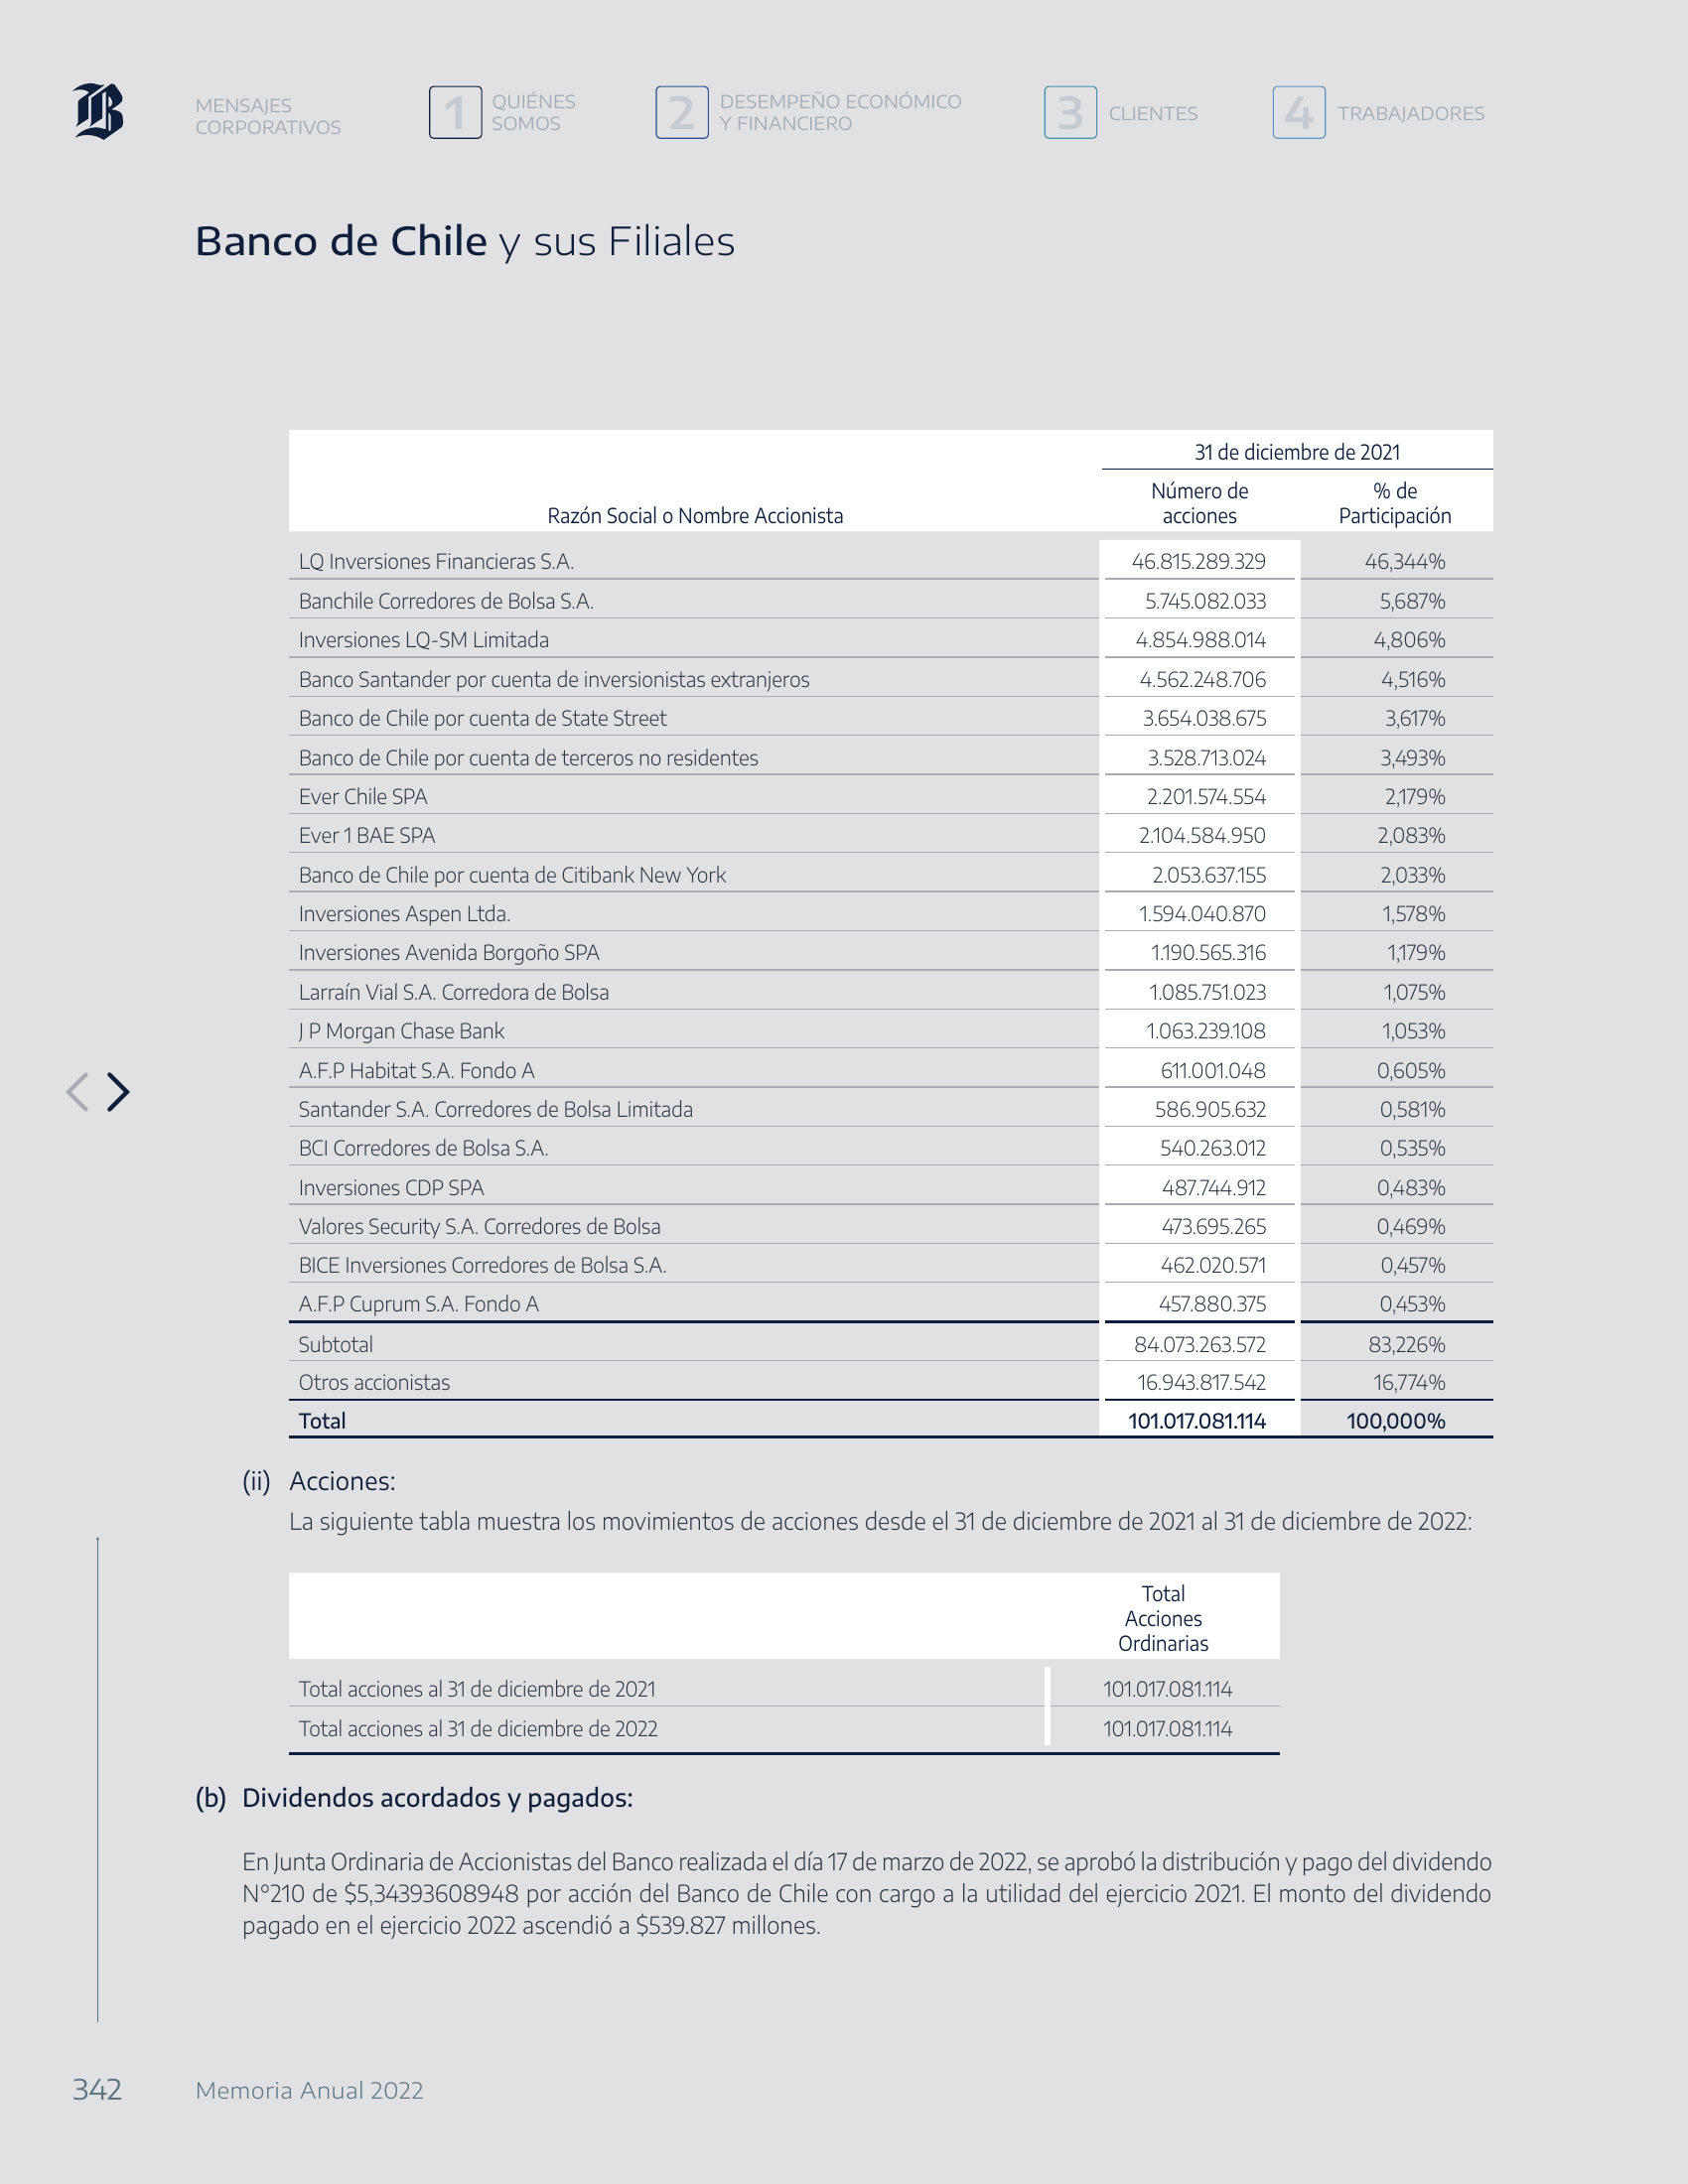 B
MENSAJES
CORPORATIVOS
1
QUIÉNES
SOMOS
2
DESEMPEÑO ECONÓMICO
Y FINANCIERO
3
CLIENTES
4
TRABAJADORES
Banco de Chile y sus Filiales
31 de diciembre de 2021
Razón Social o Nombre Accionista
Número de
acciones
% de
Participación
LQ Inversiones Financieras S.A. 46.815.289.329 46,344%
Banchile Corredores de Bolsa S.A. 5.745.082.033 5,687%
Inversiones LQ-SM Limitada 4.854.988.014 4,806%
Banco Santander por cuenta de inversionistas extranjeros 4.562.248.706 4,516%
Banco de Chile por cuenta de State Street 3.654.038.675 3,617%
Banco de Chile por cuenta de terceros no residentes 3.528.713.024 3,493%
Ever Chile SPA 2.201.574.554 2,179%
Ever 1 BAE SPA 2.104.584.950 2,083%
Banco de Chile por cuenta de Citibank New York 2.053.637.155 2,033%
Inversiones Aspen Ltda. 1.594.040.870 1,578%
Inversiones Avenida Borgoño SPA 1.190.565.316 1,179%
Larraín Vial S.A. Corredora de Bolsa 1.085.751.023 1,075%
J P Morgan Chase Bank 1.063.239.108 1,053%
A.F.P Habitat S.A. Fondo A 611.001.048 0,605%
Santander S.A. Corredores de Bolsa Limitada 586.905.632 0,581%
BCI Corredores de Bolsa S.A. 540.263.012 0,535%
Inversiones CDP SPA 487.744.912 0,483%
Valores Security S.A. Corredores de Bolsa 473.695.265 0,469%
BICE Inversiones Corredores de Bolsa S.A. 462.020.571 0,457%
A.F.P Cuprum S.A. Fondo A 457.880.375 0,453%
Subtotal 84.073.263.572 83,226%
Otros accionistas 16.943.817.542 16,774%
Total 101.017.081.114 100,000%
(ii) Acciones:
La siguiente tabla muestra los movimientos de acciones desde el 31 de diciembre de 2021 al 31 de diciembre de 2022:
Total
Acciones
Ordinarias
Total acciones al 31 de diciembre de 2021 101.017.081.114
Total acciones al 31 de diciembre de 2022 101.017.081.114
(b) Dividendos acordados y pagados:
En Junta Ordinaria de Accionistas del Banco realizada el día 17 de marzo de 2022, se aprobó la distribución y pago del dividendo
N°210 de $5,34393608948 por acción del Banco de Chile con cargo a la utilidad del ejercicio 2021. El monto del dividendo
pagado en el ejercicio 2022 ascendió a $539.827 millones.
342
Memoria Anual 2022